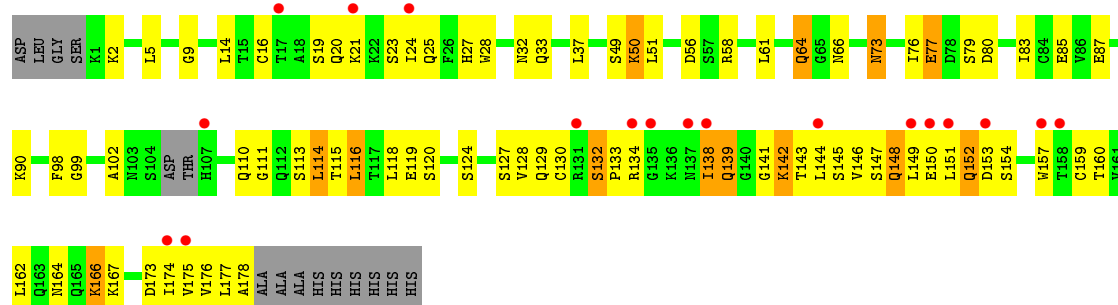 ASP LEU GLY SER K1 K2 L5 G9 L14 T15 C16 T17 A18 S19 Q20 K21 K22 S23 I24 Q25 F26 H27 W28 N32 Q33 L37 S49 K50 L51 D56 S57 R58 L61 Q64 G65 N66 N73 I76 E77 D78 S79 D80 I83 C84 E85 V86 E87
K90 F98 G99 A102 N103 S104 ASP THR H107 Q110 G111 Q112 S113 L114 T115 L116 T117 L118 E119 S120 S124 S127 V128 Q129 C130 R131 S132 P133 R134 G135 K136 N137 I138 Q139 G140 G141 K142 T143 L144 S145 V146 S147 Q148 L149 E150 L151 Q152 D153 S154 W157 T158 C159 T160 V161
L162 Q163 N164 Q165 K166 K167 D173 I174 V175 V176 L177 A178 ALA ALA ALA HIS HIS HIS HIS HIS HIS